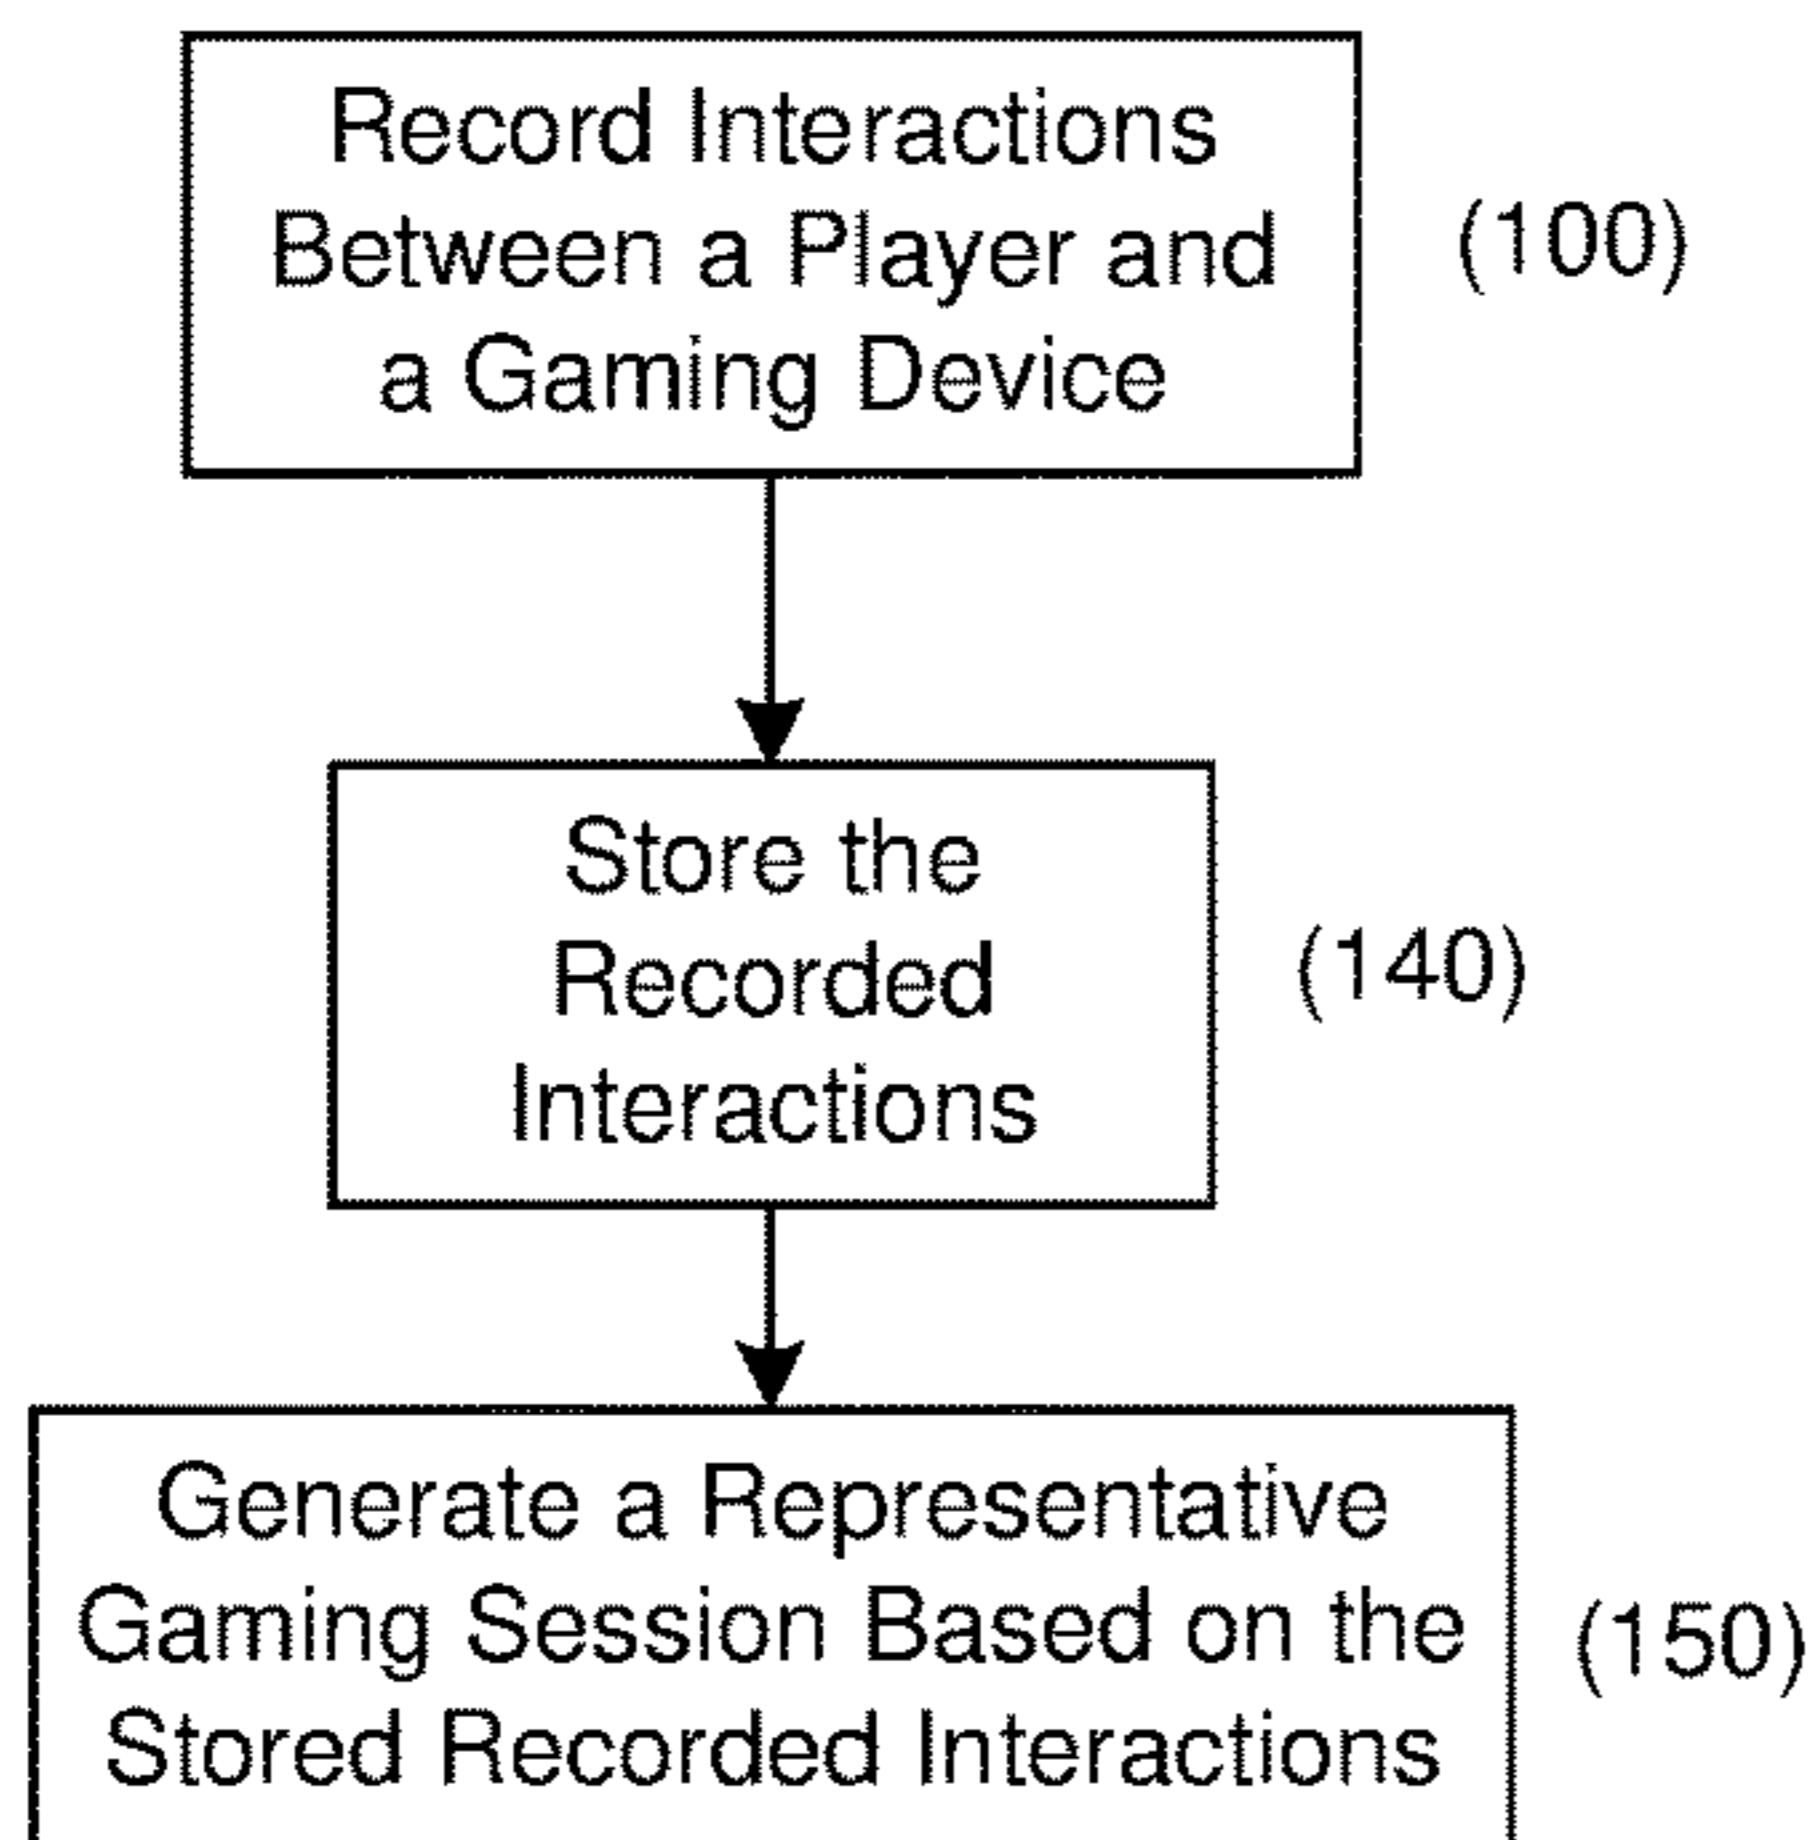 Record Interactions
Between a Player and
a Gaming Device
(100)
Store the
Recorded
Interactions
(140)
Generate a Representative
Gaming Session Based on the
Stored Recorded Interactions
(150)